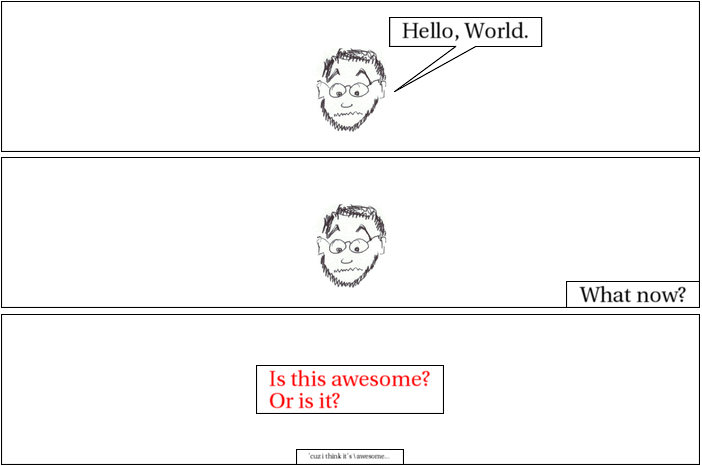 Hello, World.
What now?
Is this awesome?
Or is it?
'cuz i think it's \awesome...